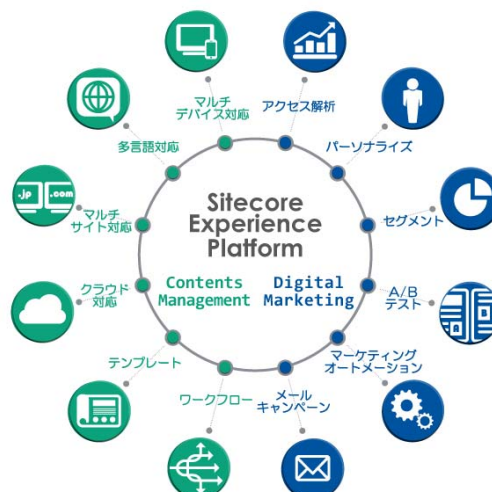 マルチ
デバイス対応
アクセス解析
多言語対応
パーソナライズ
.jp
.com
マルチ
サイト対応
Sitecore
Experience
Platform
セグメント
クラウド
対応
Contents
Management
Digital
Marketing
A/B
テスト
テンプレート
マーケティング
オートメーション
ワークフロー
メール
キャンペーン